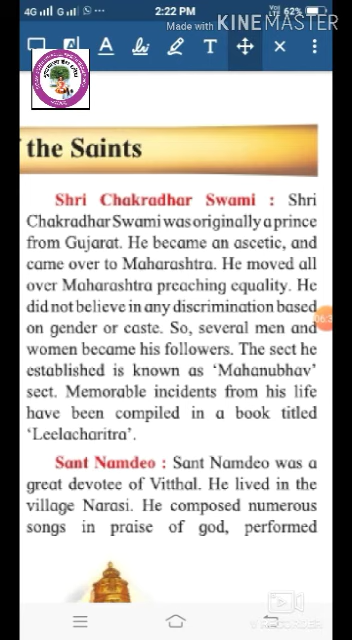 4G G 2:22 PM 62%
Made with KINEMASTER
A T
the Saints
Shri Chakradhar Swami : Shri
Chakradhar Swami was originally a prince
from Gujarat. He became an ascetic, and
came over to Maharashtra. He moved all
over Maharashtra preaching equality. He
did not believe in any discrimination based
on gender or caste. So, several men and
women became his followers. The sect he
established is known as ‘Mahanubhav’
sect. Memorable incidents from his life
have been compiled in a book titled
‘Leelacharitra’.
Sant Namdeo : Sant Namdeo was a
great devotee of Vitthal. He lived in the
village Narasi. He composed numerous
songs in praise of god, performed